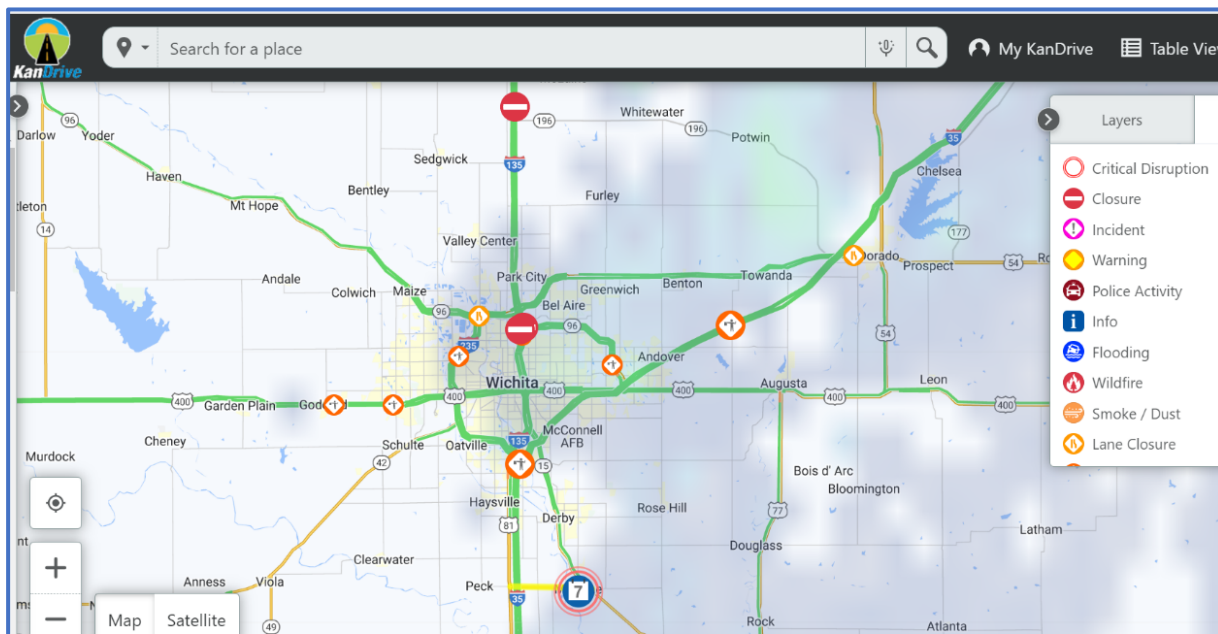 KanDrive
Search for a place
My KanDrive
Table View
Layers
Critical Disruption
Closure
Incident
Warning
Police Activity
Info
Flooding
Wildfire
Smoke / Dust
Lane Closure
Whitewater
196
196
Potwin
96
Darlow
Yoder
Sedgwick
135
35
Chelsea
Haven
Bentley
Furley
Mt Hope
14
177
Valley Center
Andale
Park City
Towanda
Prospect
54
Colwich
Maize
Greenwich
Benton
96
Bel Aire
96
235
54
Andover
Wichita
Augusta
Leon
400
400
400
400
400
400
Garden Plain
Cheney
Schulte
Oatville
135
McConnell
AFB
Murdock
42
15
Bois d' Arc
Bloomington
Haysville
81
Derby
Rose Hill
77
Latham
Douglass
Clearwater
Anness
Viola
Peck
7
35
49
Rock
Atlanta
Map
Satellite